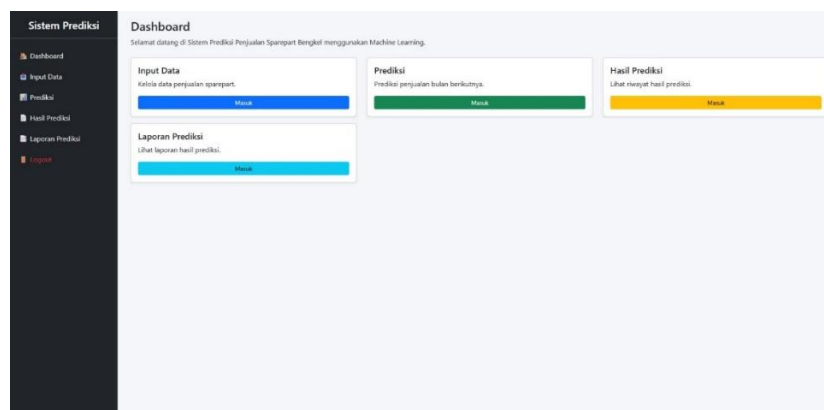 Sistem Prediksi
Dashboard
Input Data
Prediksi
Hasil Prediksi
Laporan Prediksi
Logout
Dashboard
Selamat datang di Sistem Prediksi Penjualan Sparepart Bengkel menggunakan Machine Learning.
Input Data
Kelola data penjualan sparepart.
Masuk
Prediksi
Prediksi penjualan bulan berikutnya.
Masuk
Hasil Prediksi
Lihat riwayat hasil prediksi.
Masuk
Laporan Prediksi
Lihat laporan hasil prediksi.
Masuk